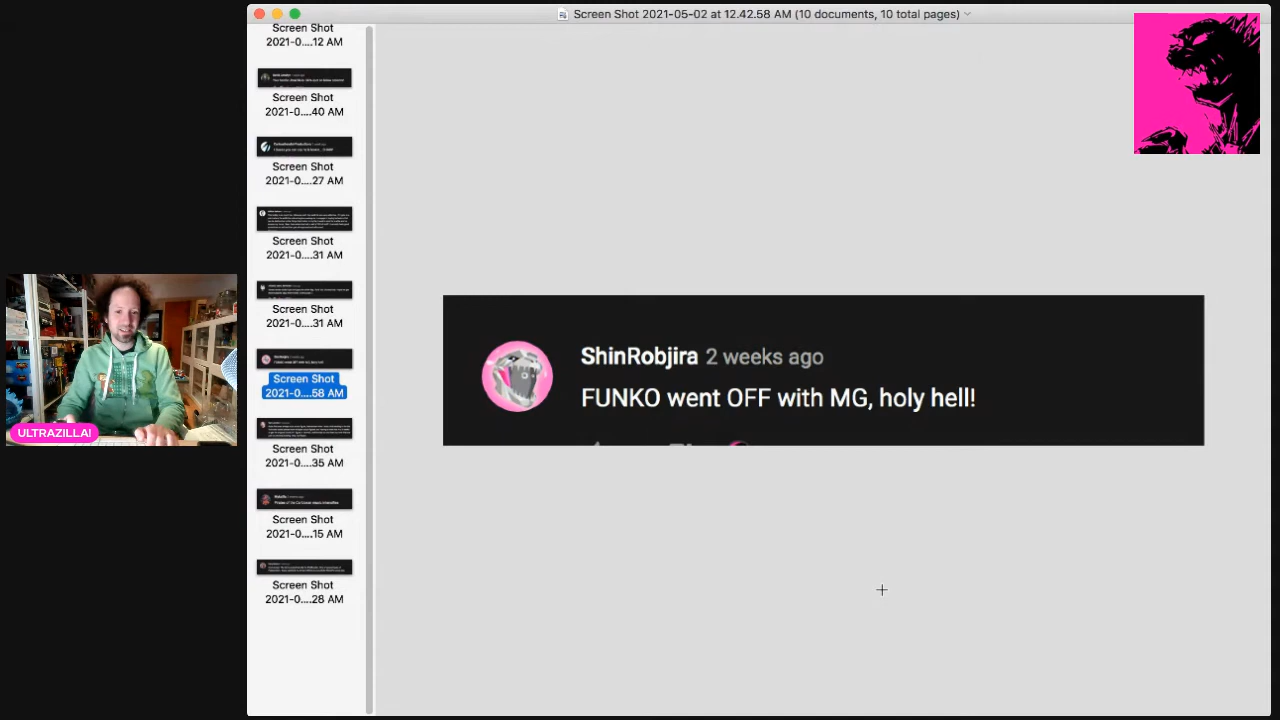 Screen Shot 2021-05-02 at 12.42.58 AM (10 documents, 10 total pages)
Screen Shot
2021-0....12 AM
Screen Shot
2021-0....40 AM
Screen Shot
2021-0....27 AM
Screen Shot
2021-0....31 AM
Screen Shot
2021-0....31 AM
Screen Shot
2021-0....58 AM
Screen Shot
2021-0....35 AM
Screen Shot
2021-0....15 AM
Screen Shot
2021-0....28 AM
ULTRAZILLA!
ShinRobjira 2 weeks ago
FUNKO went OFF with MG, holy hell!